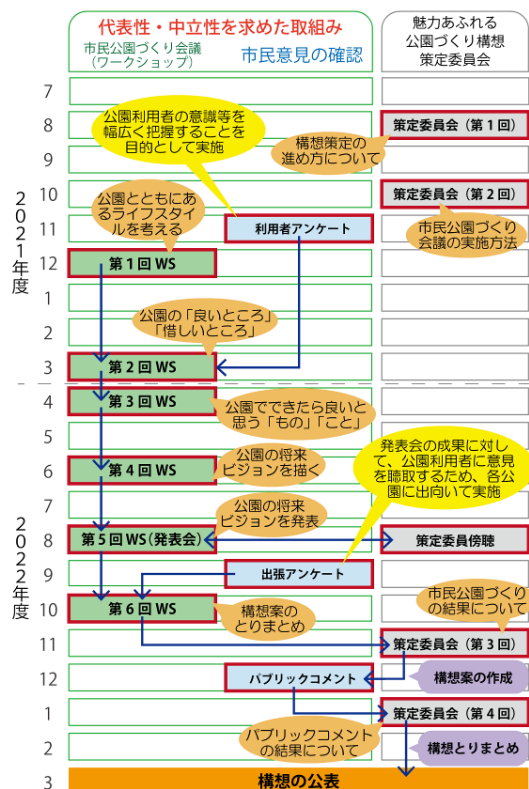 代表性・中立性を求めた取組み
市民公園づくり会議
（ワークショップ）
市民意見の確認
魅力あふれる
公園づくり構想
策定委員会
2021年度
7
8
策定委員会（第１回）
公園利用者の意識等を
幅広く把握することを
目的として実施
構想策定の
進め方について
9
10
策定委員会（第２回）
公園とともにあ
るライフスタイ
ルを考える
11
利用者アンケート
市民公園づくり
会議の実施方法
12
第１回 WS
1
公園の「良いところ」
「惜しいところ」
2
3
第２回 WS
2022年度
4
第３回 WS
公園でできたら良いと
思う「もの」「こと」
5
発表会の成果に対し
て、公園利用者に意見
を聴取するため、各公
園に出向いて実施
6
第４回 WS
公園の将来
ビジョンを描く
7
公園の将来
ビジョンを発表
8
第５回 WS（発表会）
策定委員傍聴
9
出張アンケート
市民公園づくり
の結果について
10
第６回 WS
構想案の
とりまとめ
11
策定委員会（第３回）
12
パブリックコメント
構想案の作成
1
策定委員会（第４回）
パブリックコメント
の結果について
2
構想とりまとめ
3
構想の公表